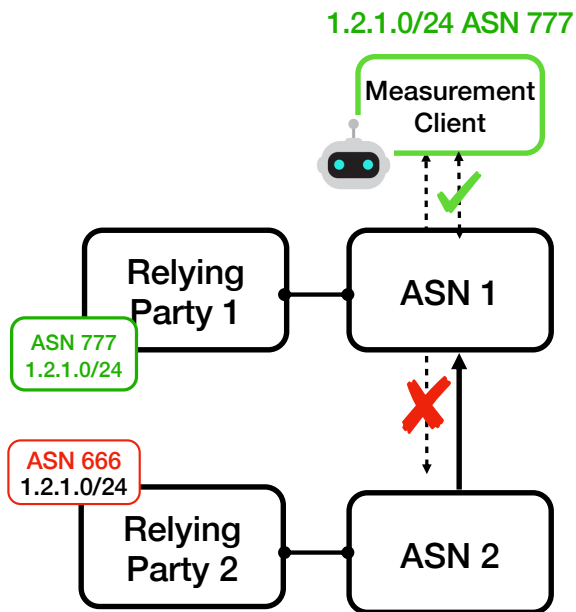 1.2.1.0/24 ASN 777
Measurement
Client
Relying
Party 1
ASN 1
ASN 777
1.2.1.0/24
ASN 666
1.2.1.0/24
Relying
Party 2
ASN 2